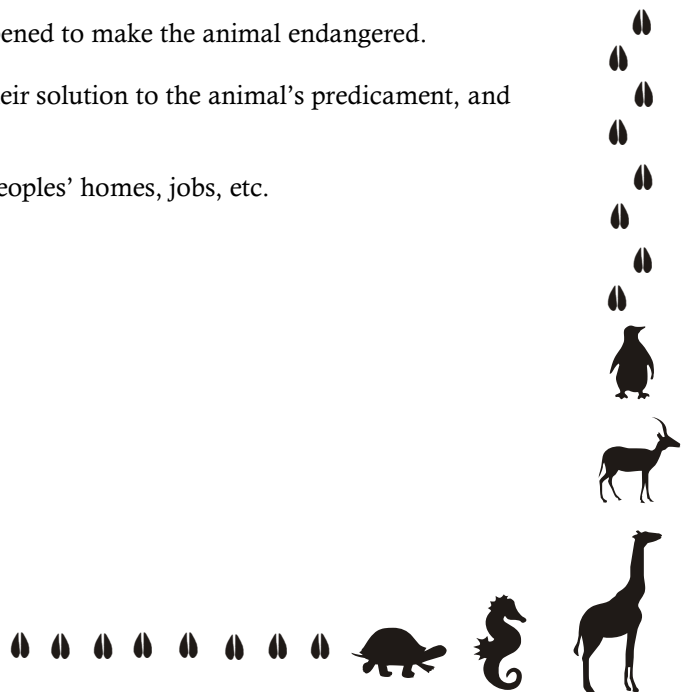 ened to make the animal endangered.
eir solution to the animal’s predicament, and
eoples’ homes, jobs, etc.